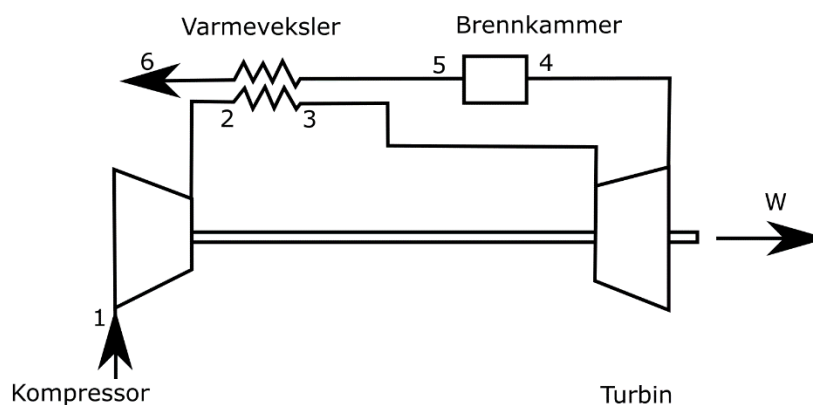 Varmeveksler
Brennkammer
6
5
4
2
3
W
1
Kompressor
Turbin